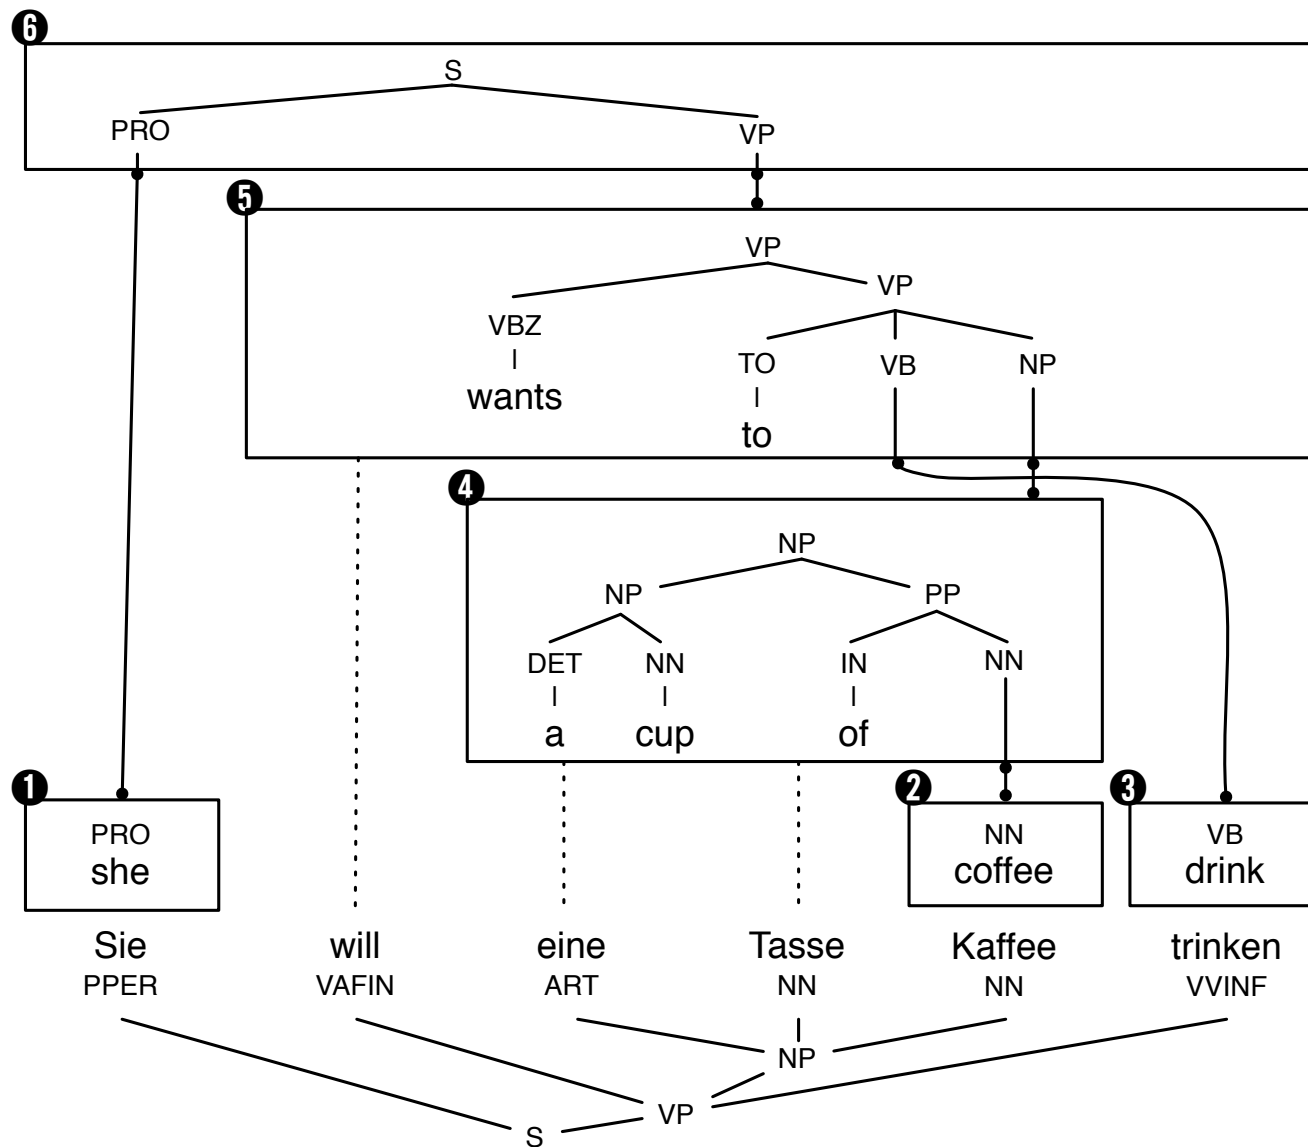 6
S
PRO VP
5
VP
VP
VBZ
TO VB NP
wants
to
4
NP
NP PP
DET NN IN NN
a cup of
1 2 3
PRO NN VB
she coffee drink
Sie will eine Tasse Kaffee trinken
PPER VAFIN ART NN NN VVINF
NP
VP
S